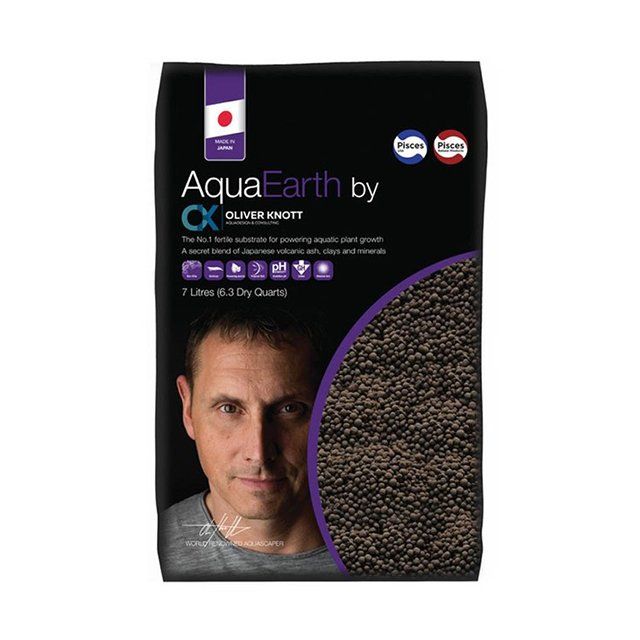 MADE IN
JAPAN
Pisces
USA
Pisces
AquaEarth by
OK OLIVER KNOTT
AQUADESIGN & CONSULTING
The No.1 fertile substrate for powering aquatic plant growth
A secret blend of Japanese volcanic ash, clays and minerals
pH
7 Litres (6.3 Dry Quarts)
WORLD RENOWNED AQUASCAPER